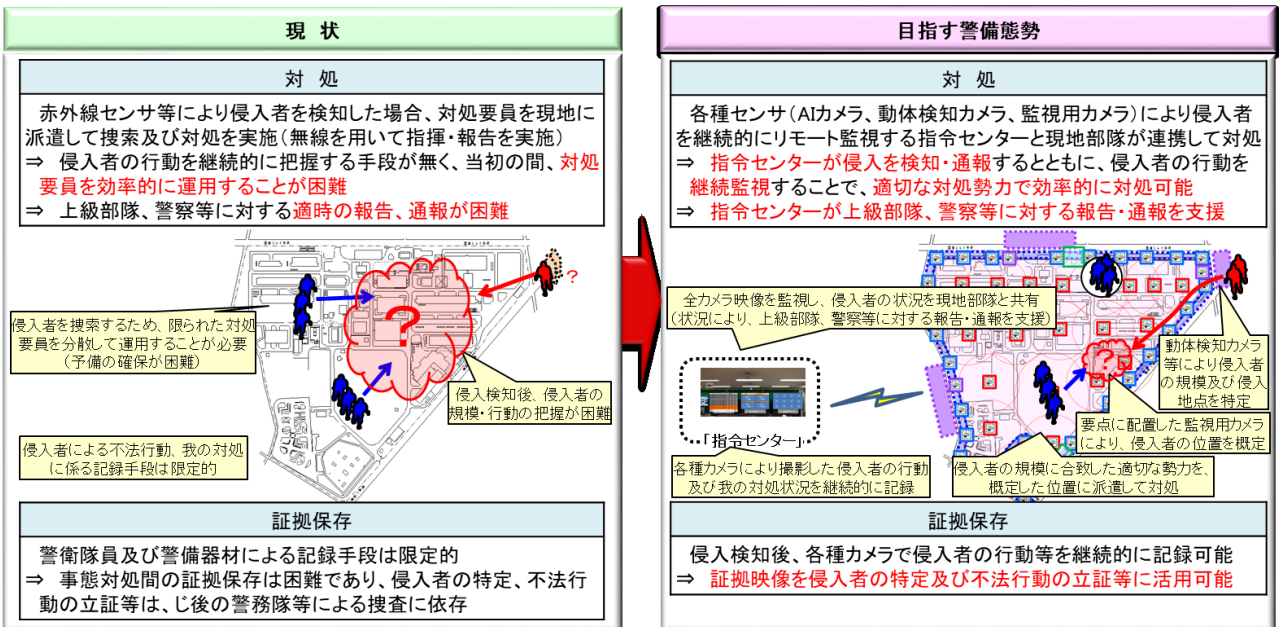 現 状
対 処
赤外線センサ等により侵入者を検知した場合、対処要員を現地に
派遣して捜索及び対処を実施(無線を用いて指揮・報告を実施)
⇒ 侵入者の行動を継続的に把握する手段が無く、当初の間、対処
要員を効率的に運用することが困難
⇒ 上級部隊、警察等に対する適時の報告、通報が困難
?
?
侵入者を捜索するため、限られた対処
要員を分散して運用することが必要
(予備の確保が困難)
侵入検知後、侵入者の
規模・行動の把握が困難
侵入者による不法行動、我の対処
に係る記録手段は限定的
証拠保存
警衛隊員及び警備器材による記録手段は限定的
⇒ 事態対処間の証拠保存は困難であり、侵入者の特定、不法行
動の立証等は、じ後の警務隊等による捜査に依存
目指す警備態勢
対 処
各種センサ(AIカメラ、動体検知カメラ、監視用カメラ)により侵入者
を継続的にリモート監視する指令センターと現地部隊が連携して対処
⇒ 指令センターが侵入を検知・通報するとともに、侵入者の行動を
継続監視することで、適切な対処勢力で効率的に対処可能
⇒ 指令センターが上級部隊、警察等に対する報告・通報を支援
全カメラ映像を監視し、侵入者の状況を現地部隊と共有
(状況により、上級部隊、警察等に対する報告・通報を支援)
?
動体検知カメラ
等により侵入者
の規模及び侵入
地点を特定
要点に配置した監視用カメラ
により、侵入者の位置を概定
「指令センター」
各種カメラにより撮影した侵入者の行動
及び我の対処状況を継続的に記録
侵入者の規模に合致した適切な勢力を、
概定した位置に派遣して対処
証拠保存
侵入検知後、各種カメラで侵入者の行動等を継続的に記録可能
⇒ 証拠映像を侵入者の特定及び不法行動の立証等に活用可能